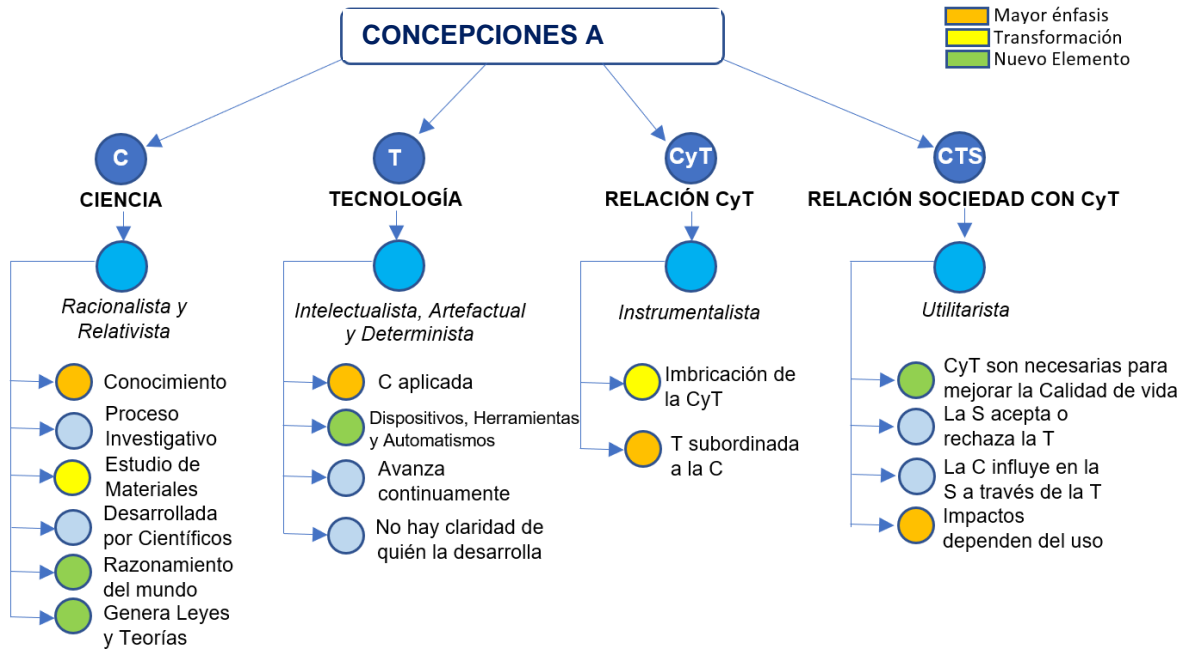 CONCEPCIONES A
Mayor énfasis
Transformación
Nuevo Elemento
C
CIENCIA
Racionalista y
Relativista
Conocimiento
Proceso
Investigativo
Estudio de
Materiales
Desarrollada
por Científicos
Razonamiento
del mundo
Genera Leyes
y Teorías
T
TECNOLOGÍA
Intelectualista, Artefactual
y Determinista
C aplicada
Dispositivos, Herramientas
y Automatismos
Avanza
continuamente
No hay claridad de
quién la desarrolla
CyT
RELACIÓN CyT
Instrumentalista
Imbricación de
la CyT
T subordinada
a la C
CTS
RELACIÓN SOCIEDAD CON CyT
Utilitarista
CyT son necesarias para
mejorar la Calidad de vida
La S acepta o
rechaza la T
La C influye en la
S a través de la T
Impactos
dependen del uso